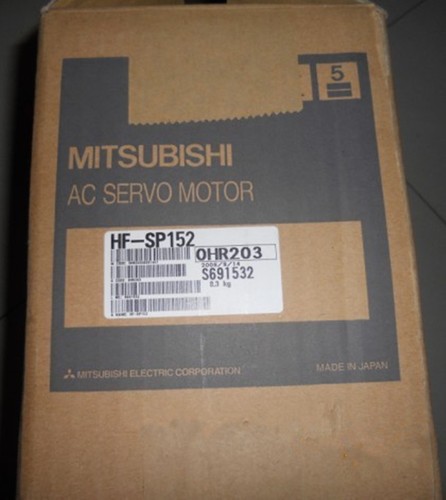 5
MITSUBISHI
AC SERVO MOTOR
HF-SP152
OHR203
S691532
MITSUBISHI ELECTRIC CORPORATION
MADE IN JAPAN